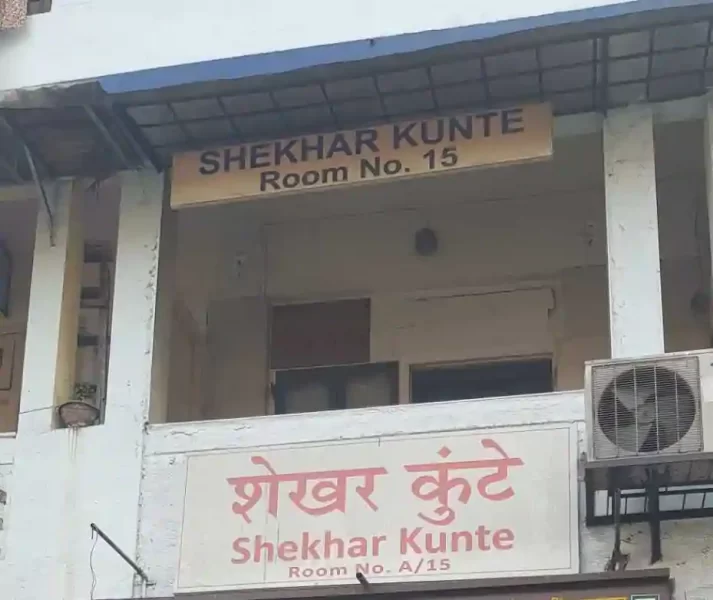 SHEKHAR KUNTE
Room No. 15
शेखर कुंटे
Shekhar Kunte
Room No. A/15